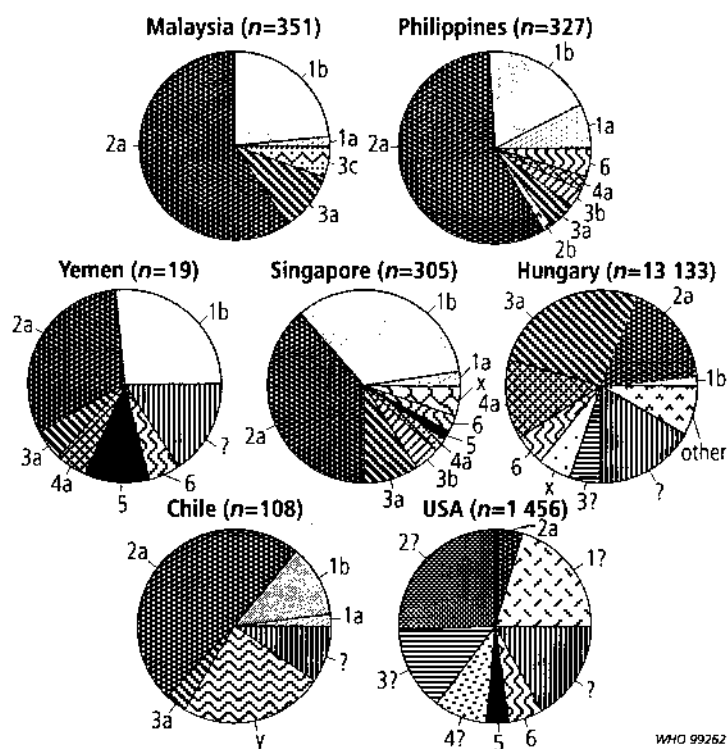 Malaysia (n=351)
1b
1a
3c
3a
2a
Philippines (n=327)
1b
1a
6
4a
3b
3a
2b
2a
Yemen (n=19)
1b
?
6
5
4a
3a
2a
Singapore (n=305)
1b
1a
x
4a
6
5
4a
3b
3a
2a
Hungary (n=13 133)
3a
2a
1b
other
?
3?
x
6
Chile (n=108)
1b
1a
?
y
3a
2a
USA (n=1 456)
2a
1?
?
6
5
4?
3?
2?
WHO 99262